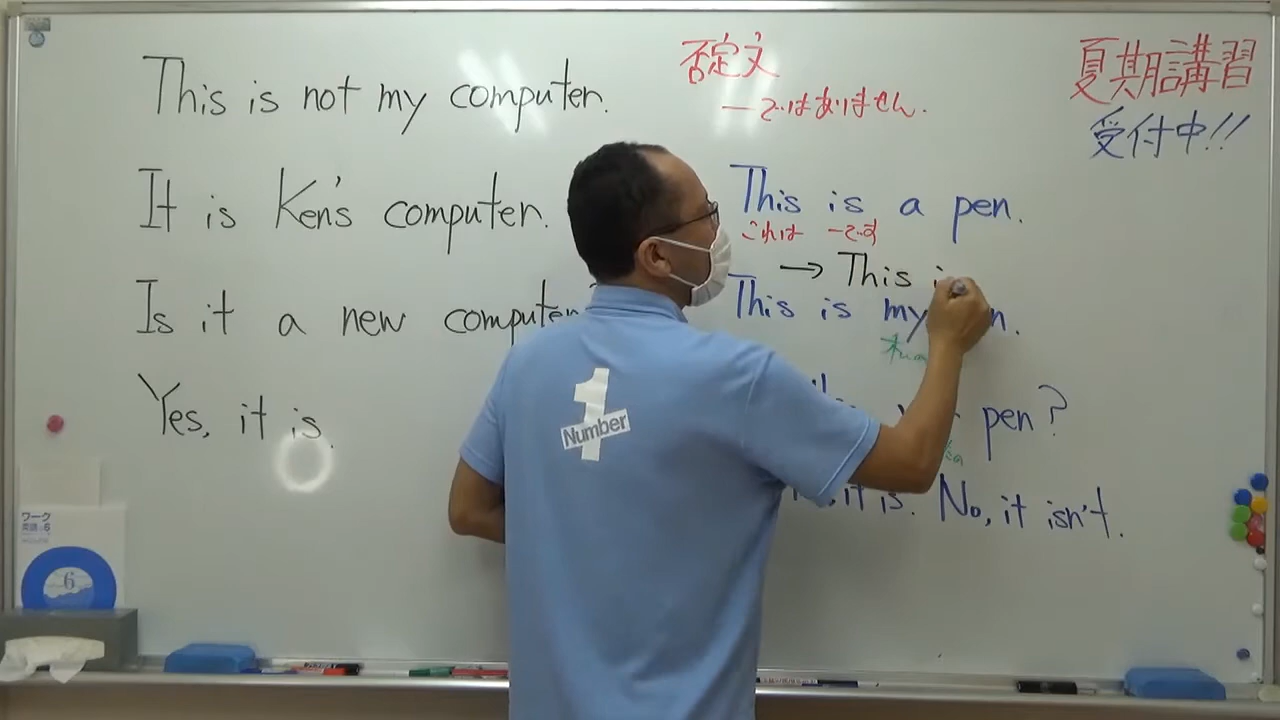 This is not my computer.
It is Ken's computer.
Is it a new computer
Yes, it is.
否定文
ーではありません.
This is a pen.
これは ーです
→ This i
This is my n.
pen?
it is. No, it isn't.
夏期講習
受付中!!
1
Number
ワーク
6